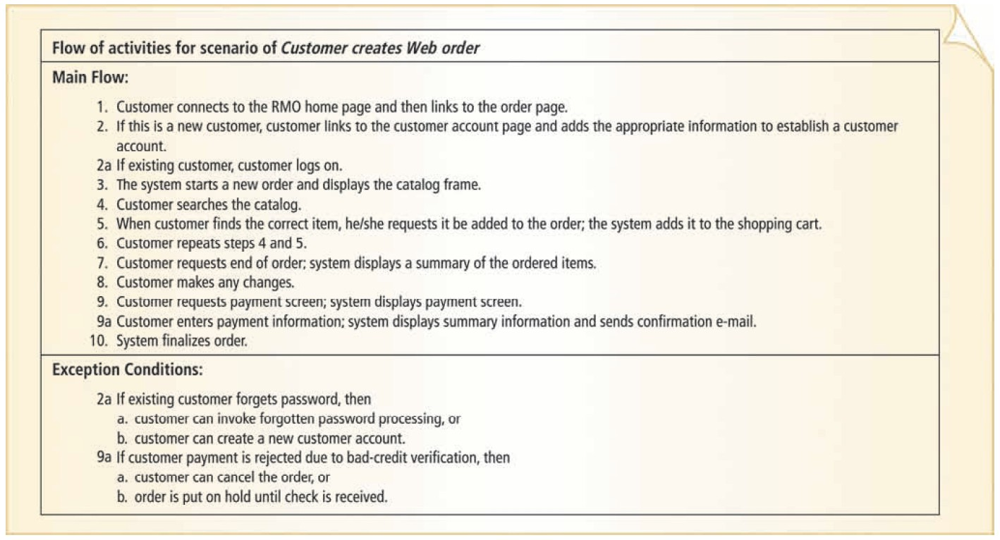 Flow of activities for scenario of Customer creates Web order
Main Flow:
1. Customer connects to the RMO home page and then links to the order page.
2. If this is a new customer, customer links to the customer account page and adds the appropriate information to establish a customer
account.
2a If existing customer, customer logs on.
3. The system starts a new order and displays the catalog frame.
4. Customer searches the catalog.
5. When customer finds the correct item, he/she requests it be added to the order; the system adds it to the shopping cart.
6. Customer repeats steps 4 and 5.
7. Customer requests end of order; system displays a summary of the ordered items.
8. Customer makes any changes.
9. Customer requests payment screen; system displays payment screen.
9a Customer enters payment information; system displays summary information and sends confirmation e-mail.
10. System finalizes order.
Exception Conditions:
2a If existing customer forgets password, then
a. customer can invoke forgotten password processing, or
b. customer can create a new customer account.
9a If customer payment is rejected due to bad-credit verification, then
a. customer can cancel the order, or
b. order is put on hold until check is received.